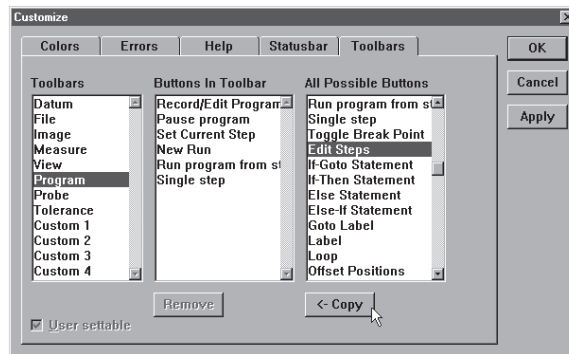 Customize
Colors Errors Help Statusbar Toolbars
OK
Cancel
Apply
Toolbars
Datum
File
Image
Measure
View
Program
Probe
Tolerance
Custom 1
Custom 2
Custom 3
Custom 4
Buttons In Toolbar
Record/Edit Program
Pause program
Set Current Step
New Run
Run program from st
Single step
All Possible Buttons
Run program from st
Single step
Toggle Break Point
Edit Steps
If-Goto Statement
If-Then Statement
Else Statement
Else-If Statement
Goto Label
Label
Loop
Offset Positions
Remove
<- Copy
User settable